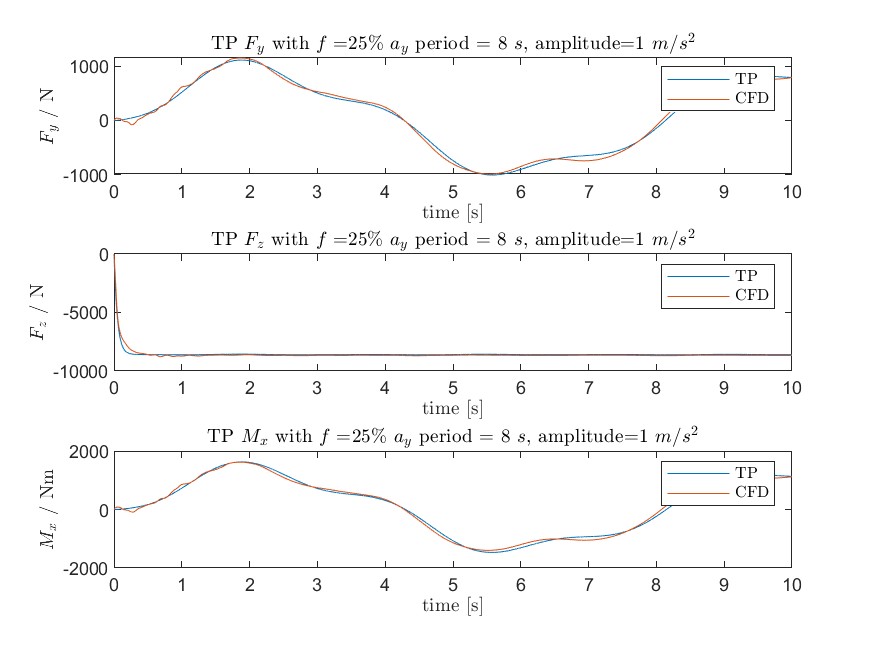 TP F_y with f =25% a_y period = 8 s, amplitude=1 m/s²
F_y / N
1000
0
-1000
TP
CFD
0 1 2 3 4 5 6 7 8 9 10
time [s]
TP F_z with f =25% a_y period = 8 s, amplitude=1 m/s²
F_z / N
0
-5000
-10000
TP
CFD
0 1 2 3 4 5 6 7 8 9 10
time [s]
TP M_x with f =25% a_y period = 8 s, amplitude=1 m/s²
M_x / Nm
2000
0
-2000
TP
CFD
0 1 2 3 4 5 6 7 8 9 10
time [s]